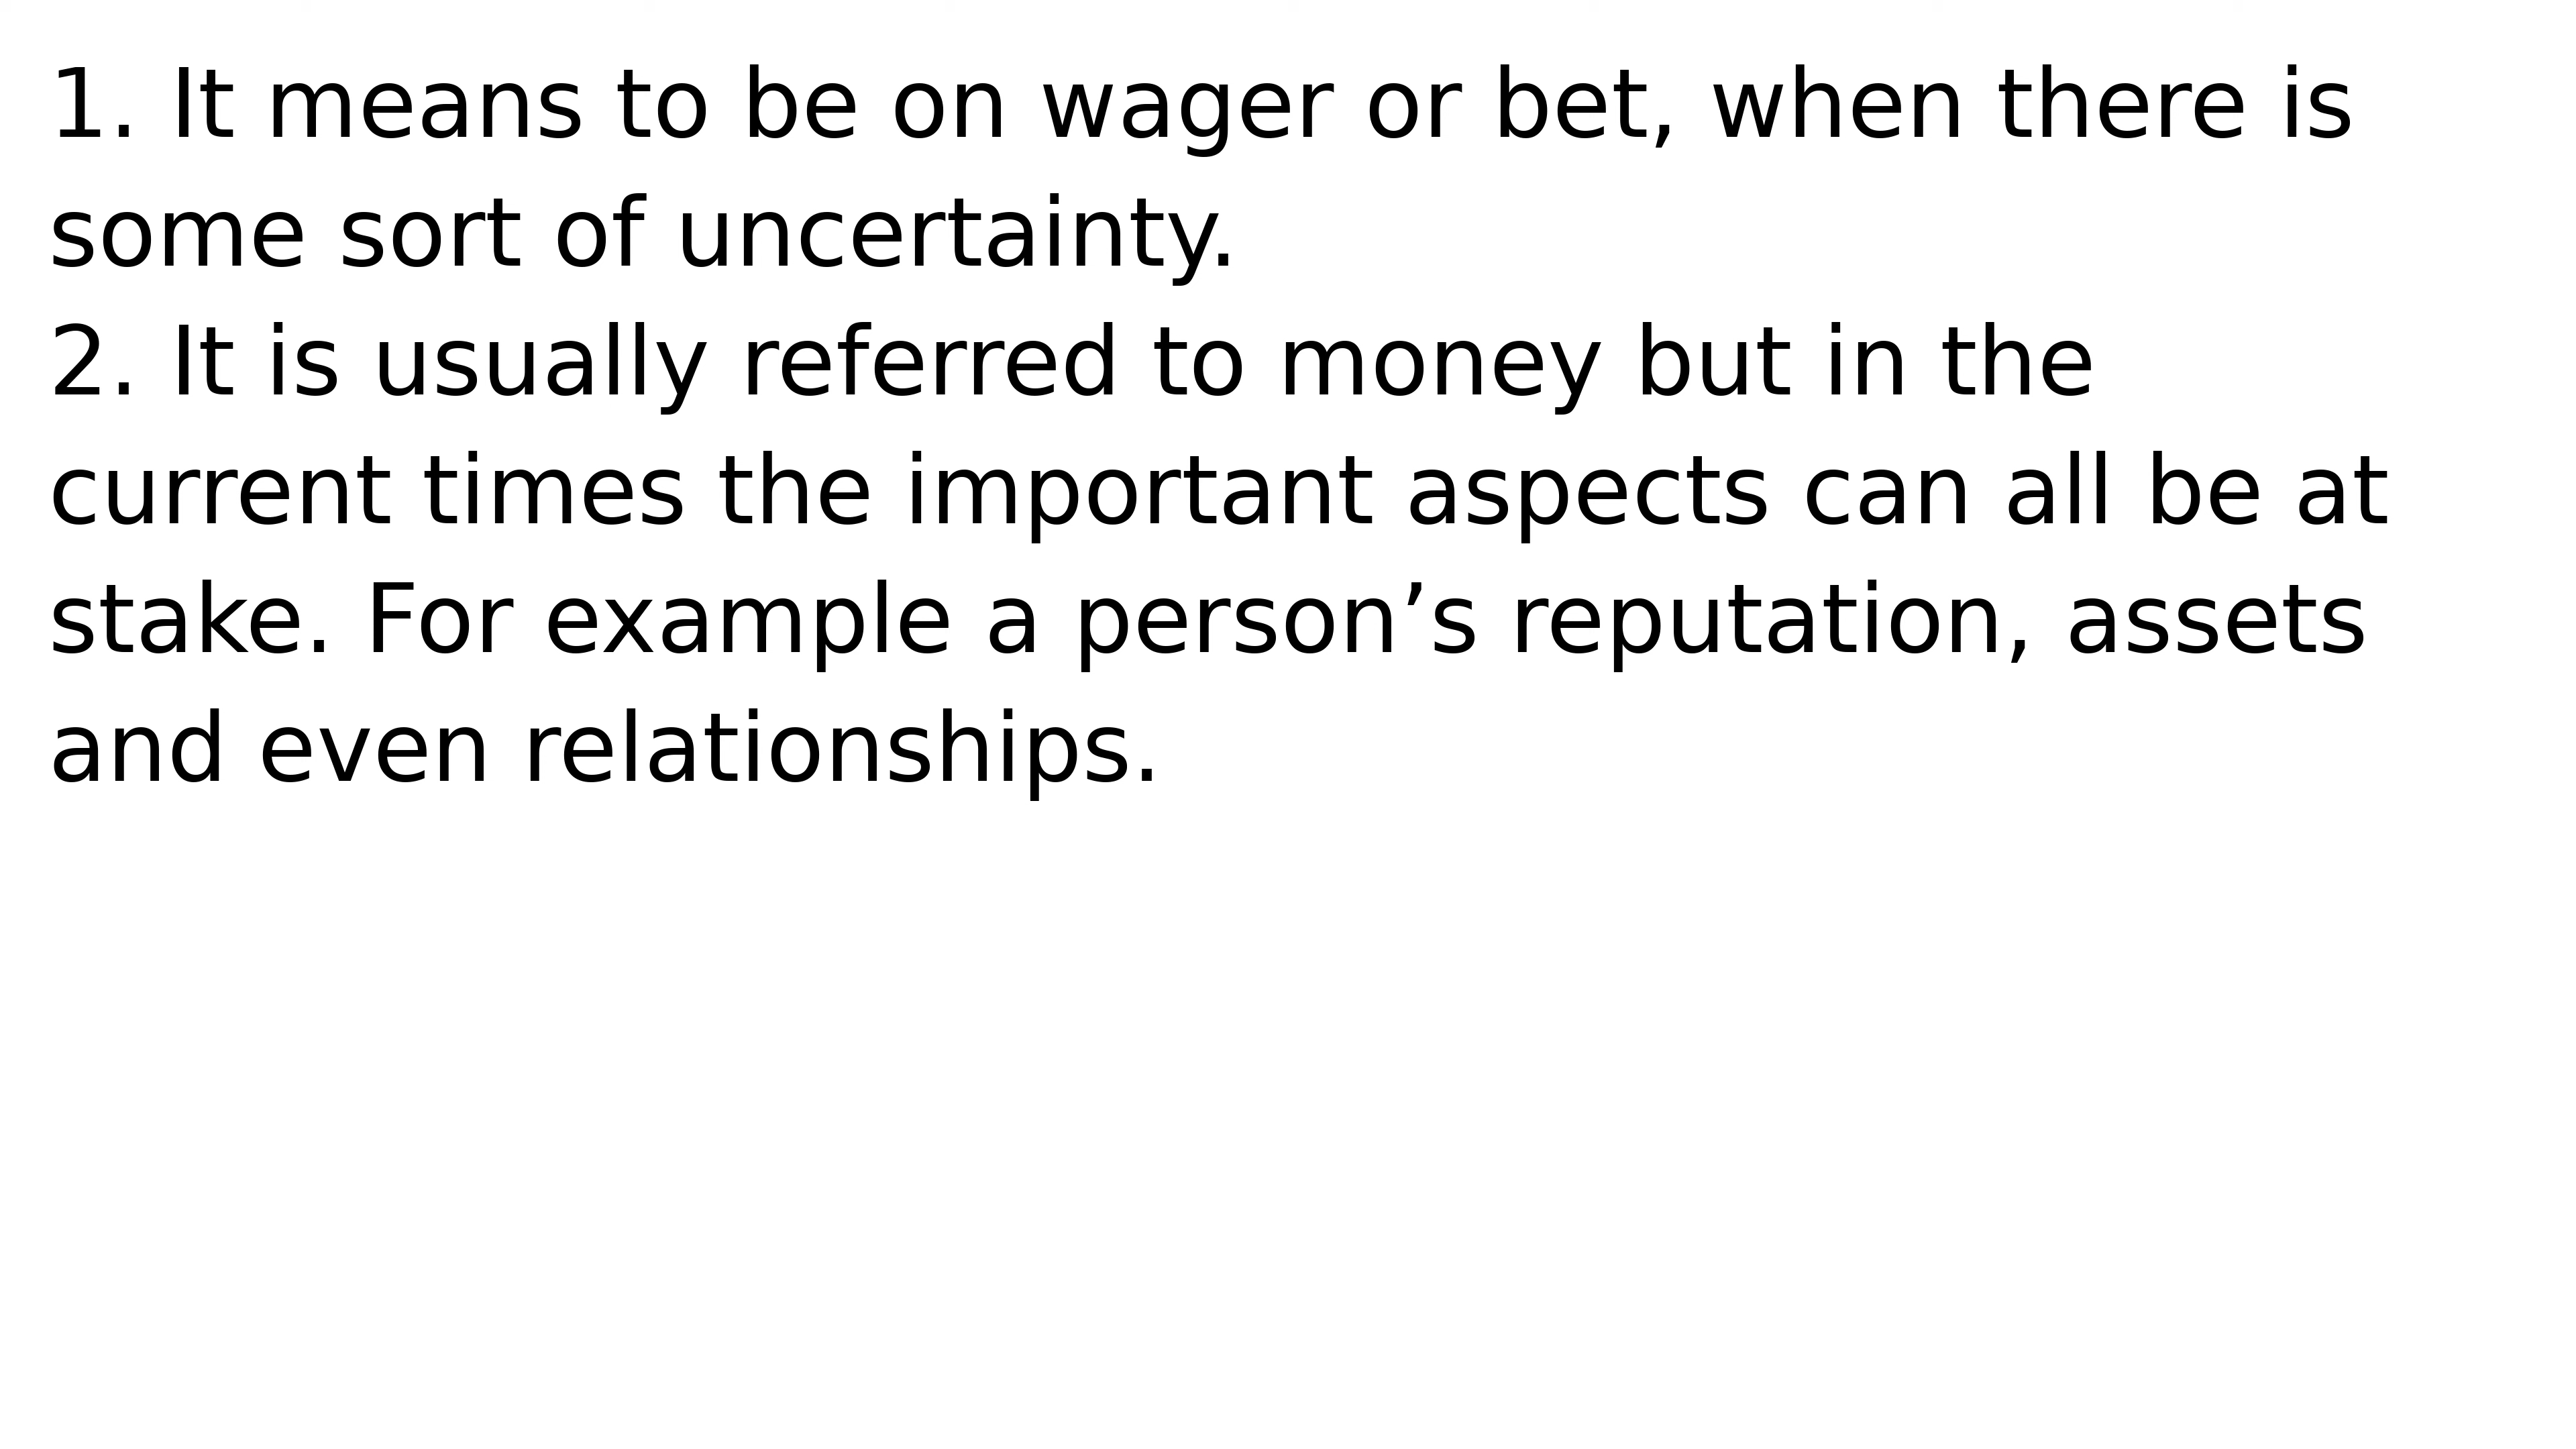 1. It means to be on wager or bet, when there is
some sort of uncertainty.
2. It is usually referred to money but in the
current times the important aspects can all be at
stake. For example a person’s reputation, assets
and even relationships.